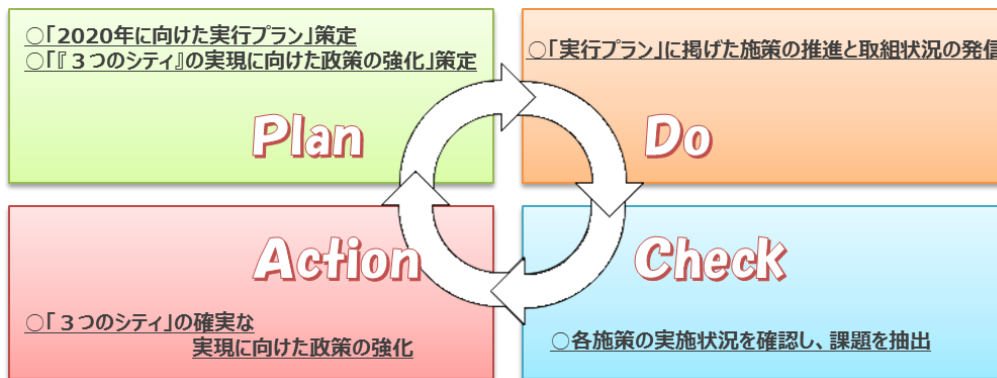 ○「2020年に向けた実行プラン」策定
○「『３つのシティ』の実現に向けた政策の強化」策定
Plan
○「実行プラン」に掲げた施策の推進と取組状況の発信
Do
Action
○「３つのシティ」の確実な
実現に向けた政策の強化
Check
○各施策の実施状況を確認し、課題を抽出